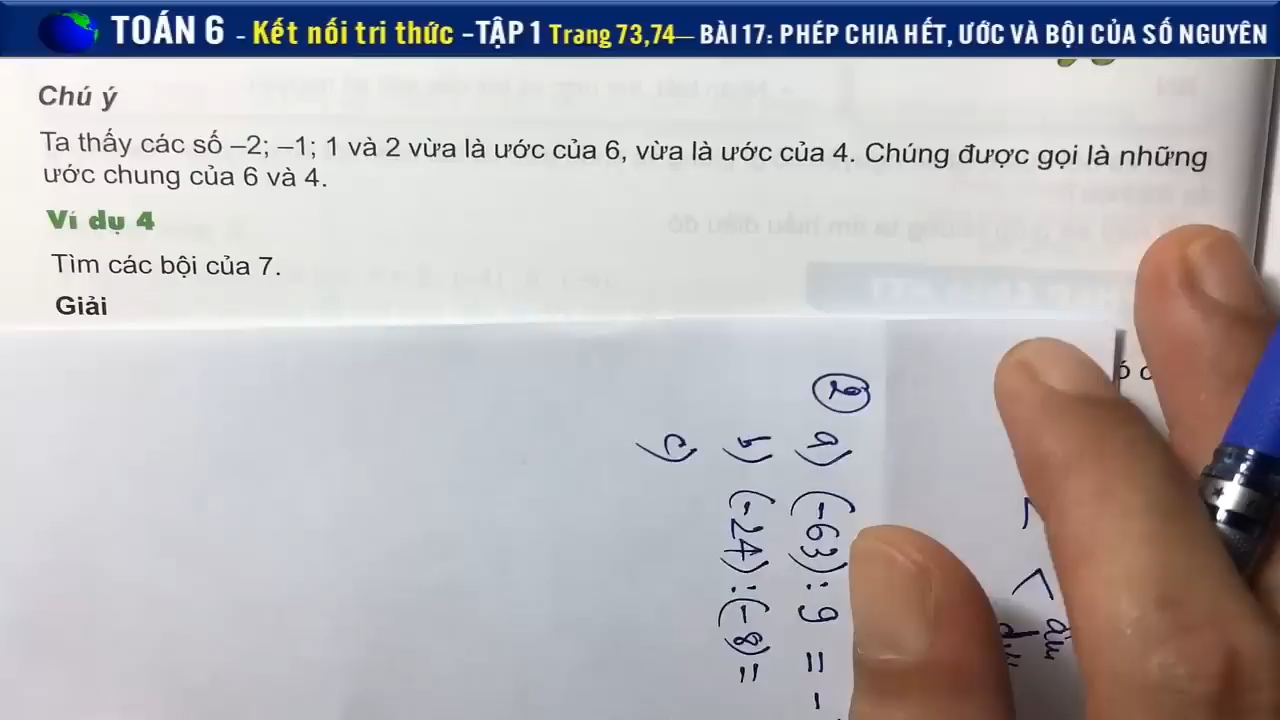 TOÁN 6 - Kết nối tri thức -TẬP 1 Trang 73,74— BÀI 17: PHÉP CHIA HẾT, ƯỚC VÀ BỘI CỦA SỐ NGUYÊN
Chú ý
Ta thấy các số –2; –1; 1 và 2 vừa là ước của 6, vừa là ước của 4. Chúng được gọi là những
ước chung của 6 và 4.
Ví dụ 4
Tìm các bội của 7.
Giải
2
a) (-63) : 9 = -
b) (-24) : (-8) =
c)